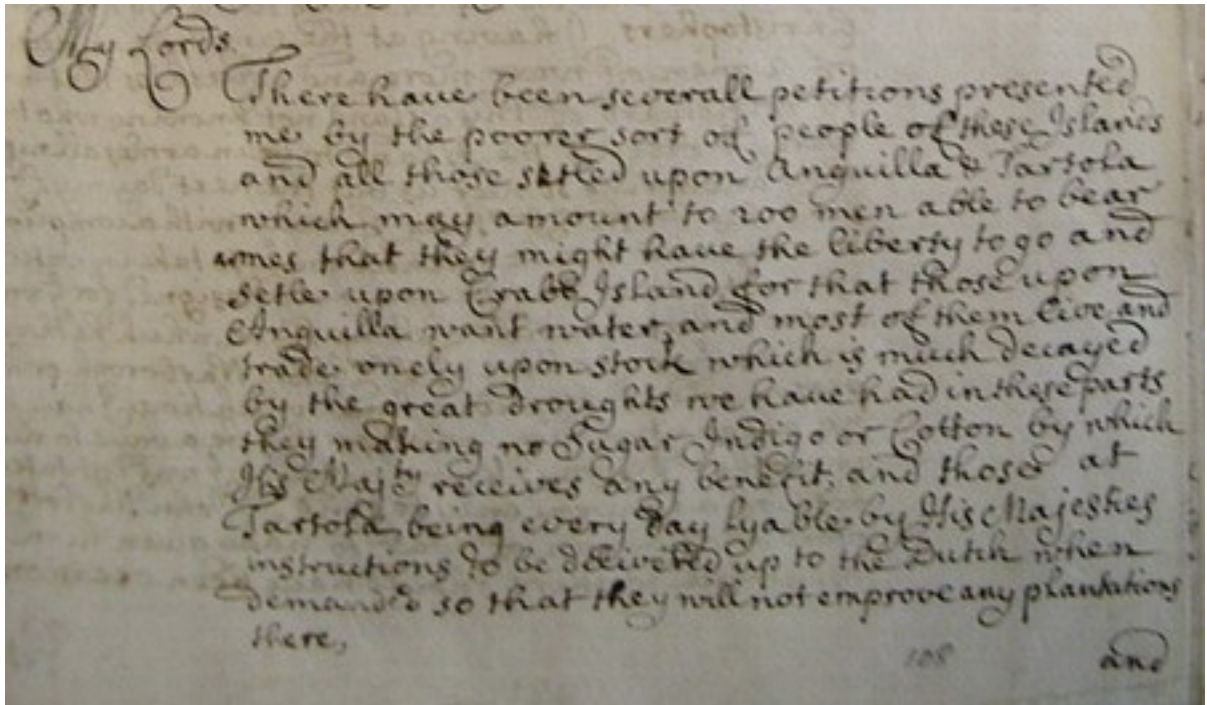 My Lords.
There have been severall petitions presented
me by the poorer sort of people of these Islands
and all those setled upon Anguilla & Tartola
which may amount to 200 men able to bear
armes that they might have the liberty to go and
setle upon Crabb Island, for that those upon
Anguilla want water, and most of them live and
trade onely upon stock which is much decayed
by the great droughts we have had in these parts
they making no Sugar Indigo or Cotton by which
His Maj:ty receives any benefit, and those at
Tartola being every day lyable by His Majesties
instructions to be delivered up to the Dutch when
demanded so that they will not emprove any plantations
there,
108
and